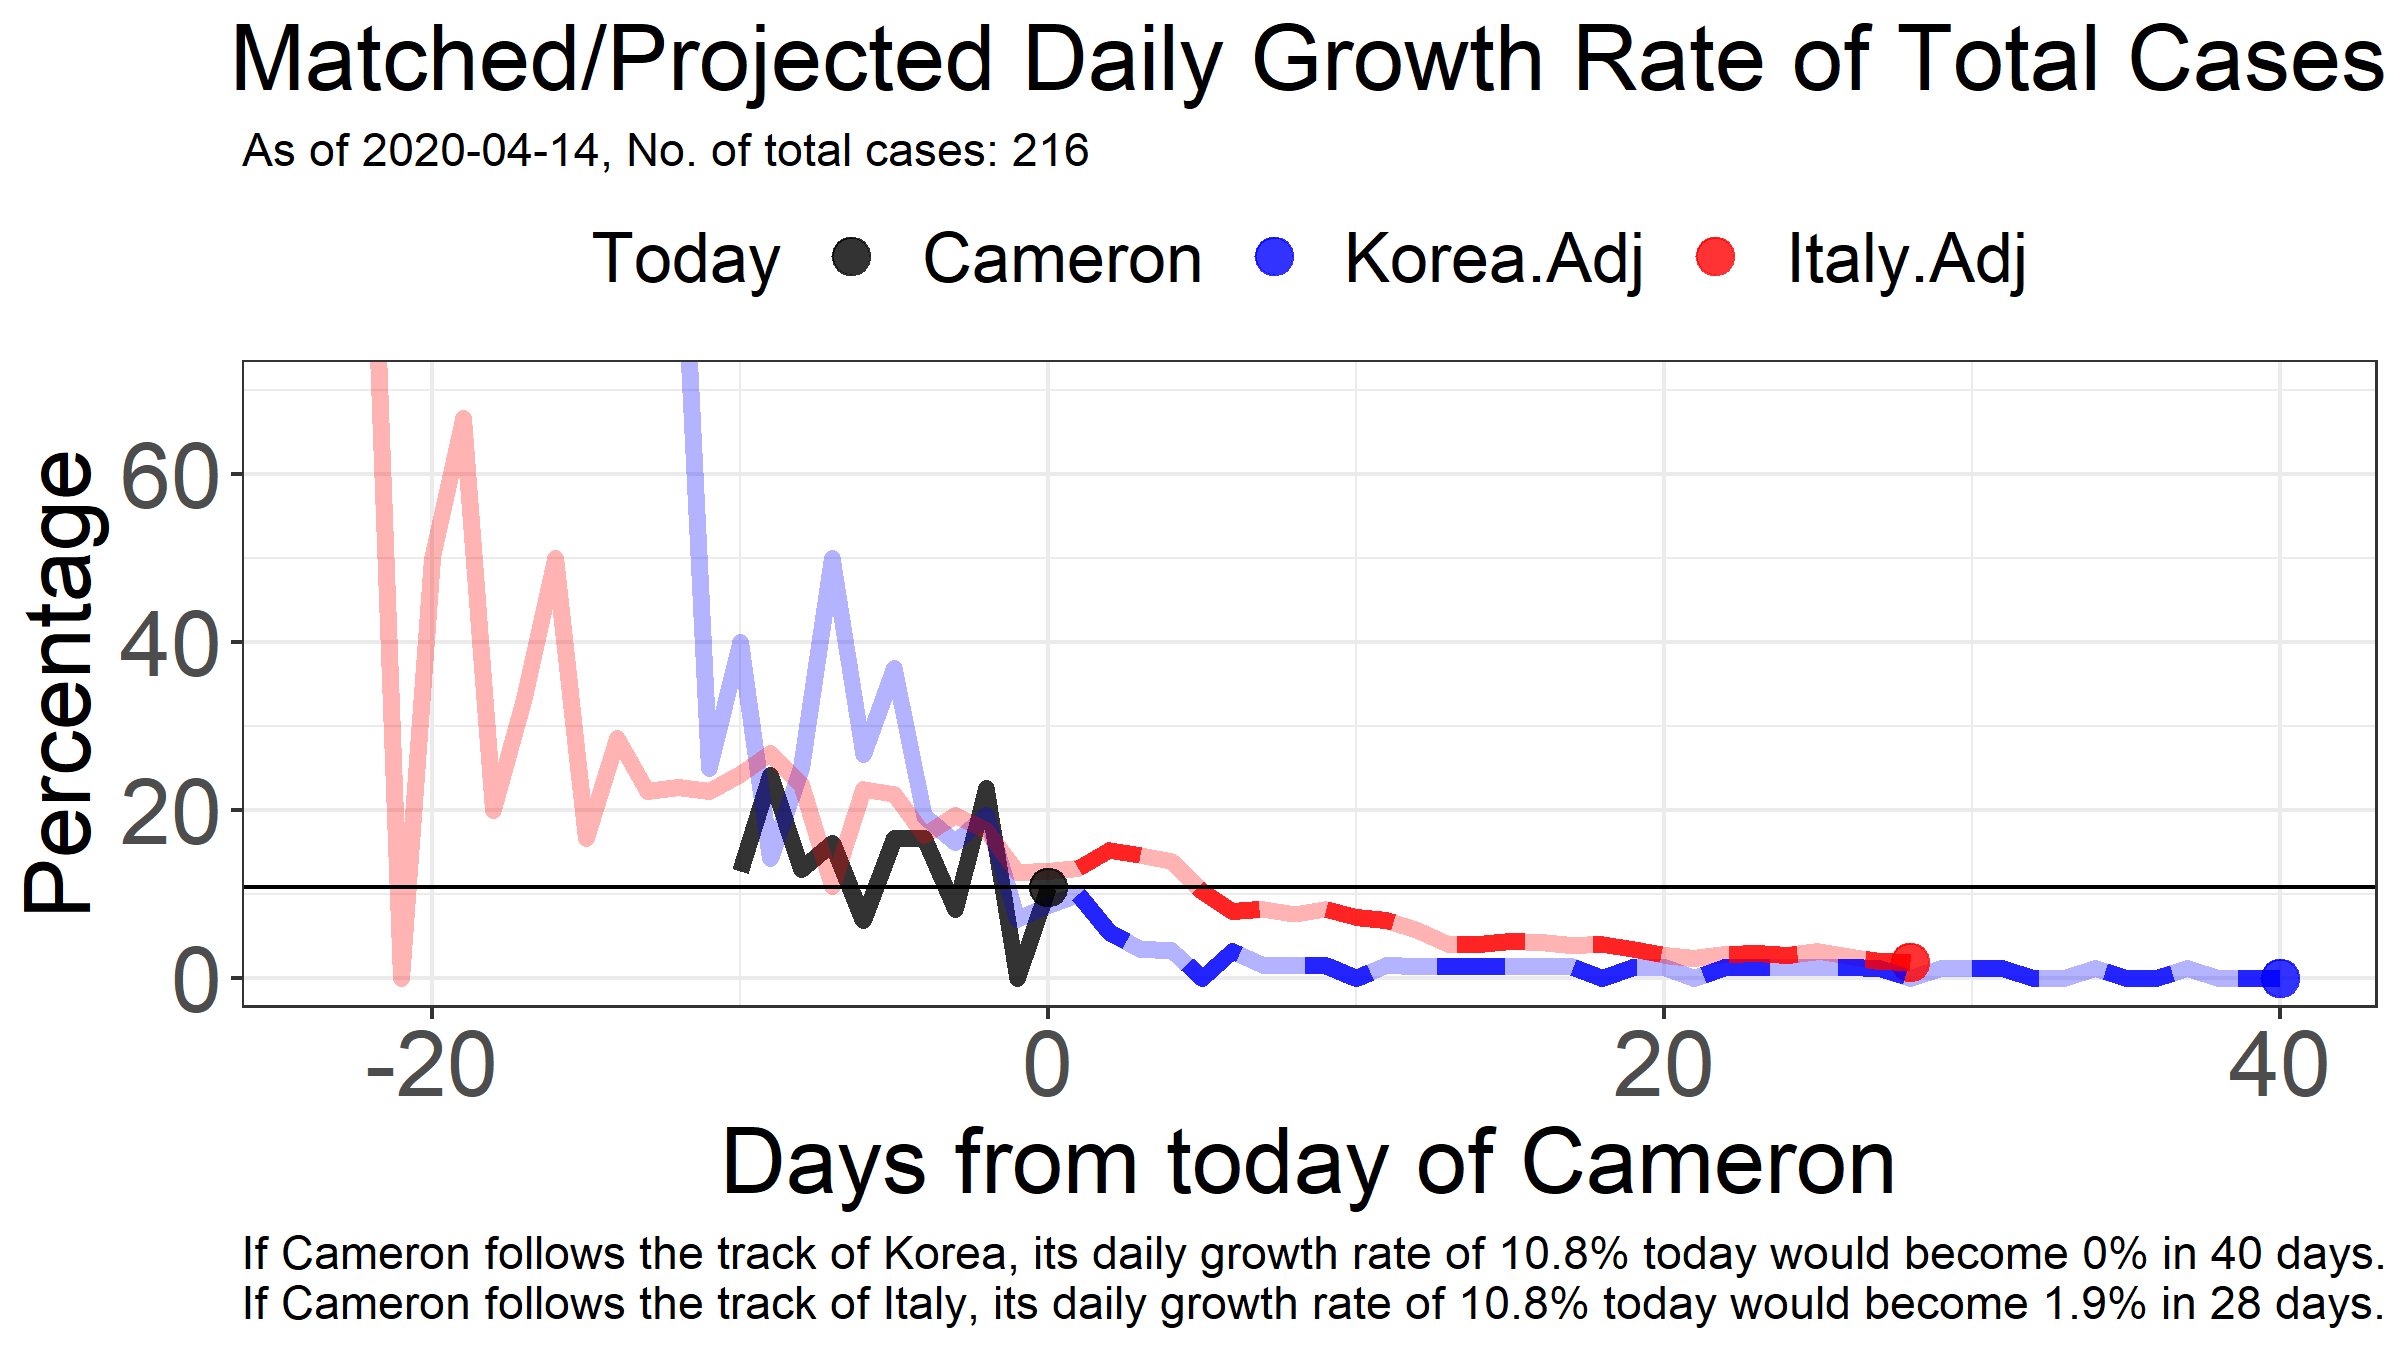 Matched/Projected Daily Growth Rate of Total Cases
As of 2020-04-14, No. of total cases: 216
Today Cameron Korea.Adj Italy.Adj
Percentage
60
40
20
0
-20 0 20 40
Days from today of Cameron
If Cameron follows the track of Korea, its daily growth rate of 10.8% today would become 0% in 40 days.
If Cameron follows the track of Italy, its daily growth rate of 10.8% today would become 1.9% in 28 days.